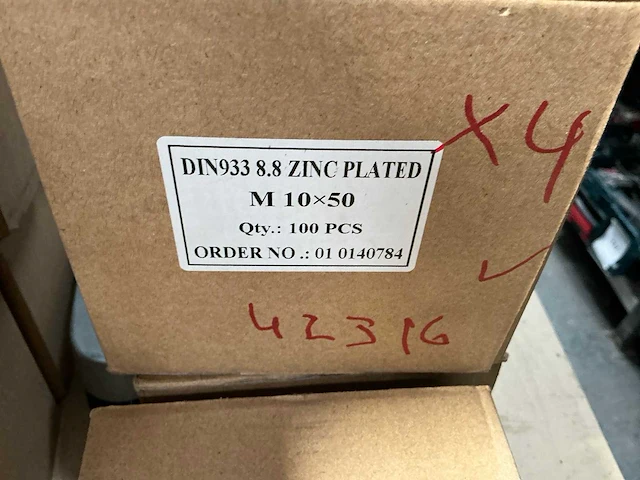 DIN933 8.8 ZINC PLATED
M 10×50
Qty.: 100 PCS
ORDER NO .: 01 0140784
X4
42316